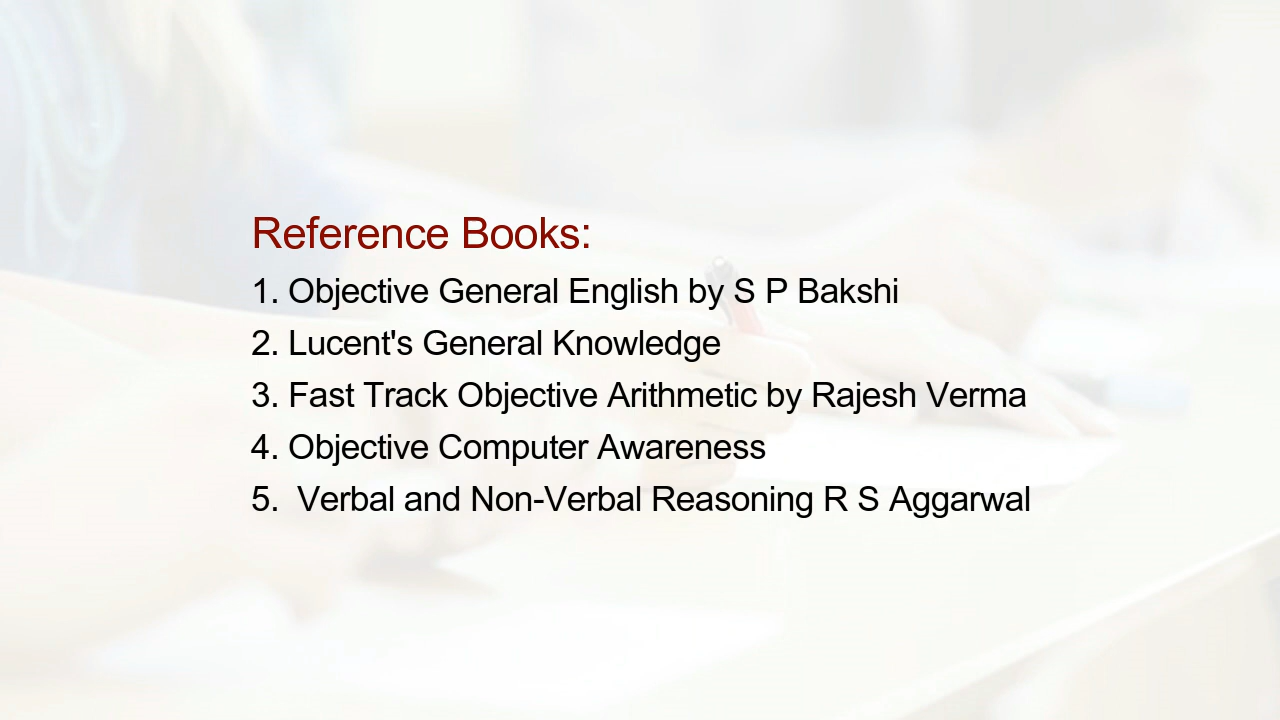 Reference Books:
1. Objective General English by S P Bakshi
2. Lucent's General Knowledge
3. Fast Track Objective Arithmetic by Rajesh Verma
4. Objective Computer Awareness
5.  Verbal and Non-Verbal Reasoning R S Aggarwal